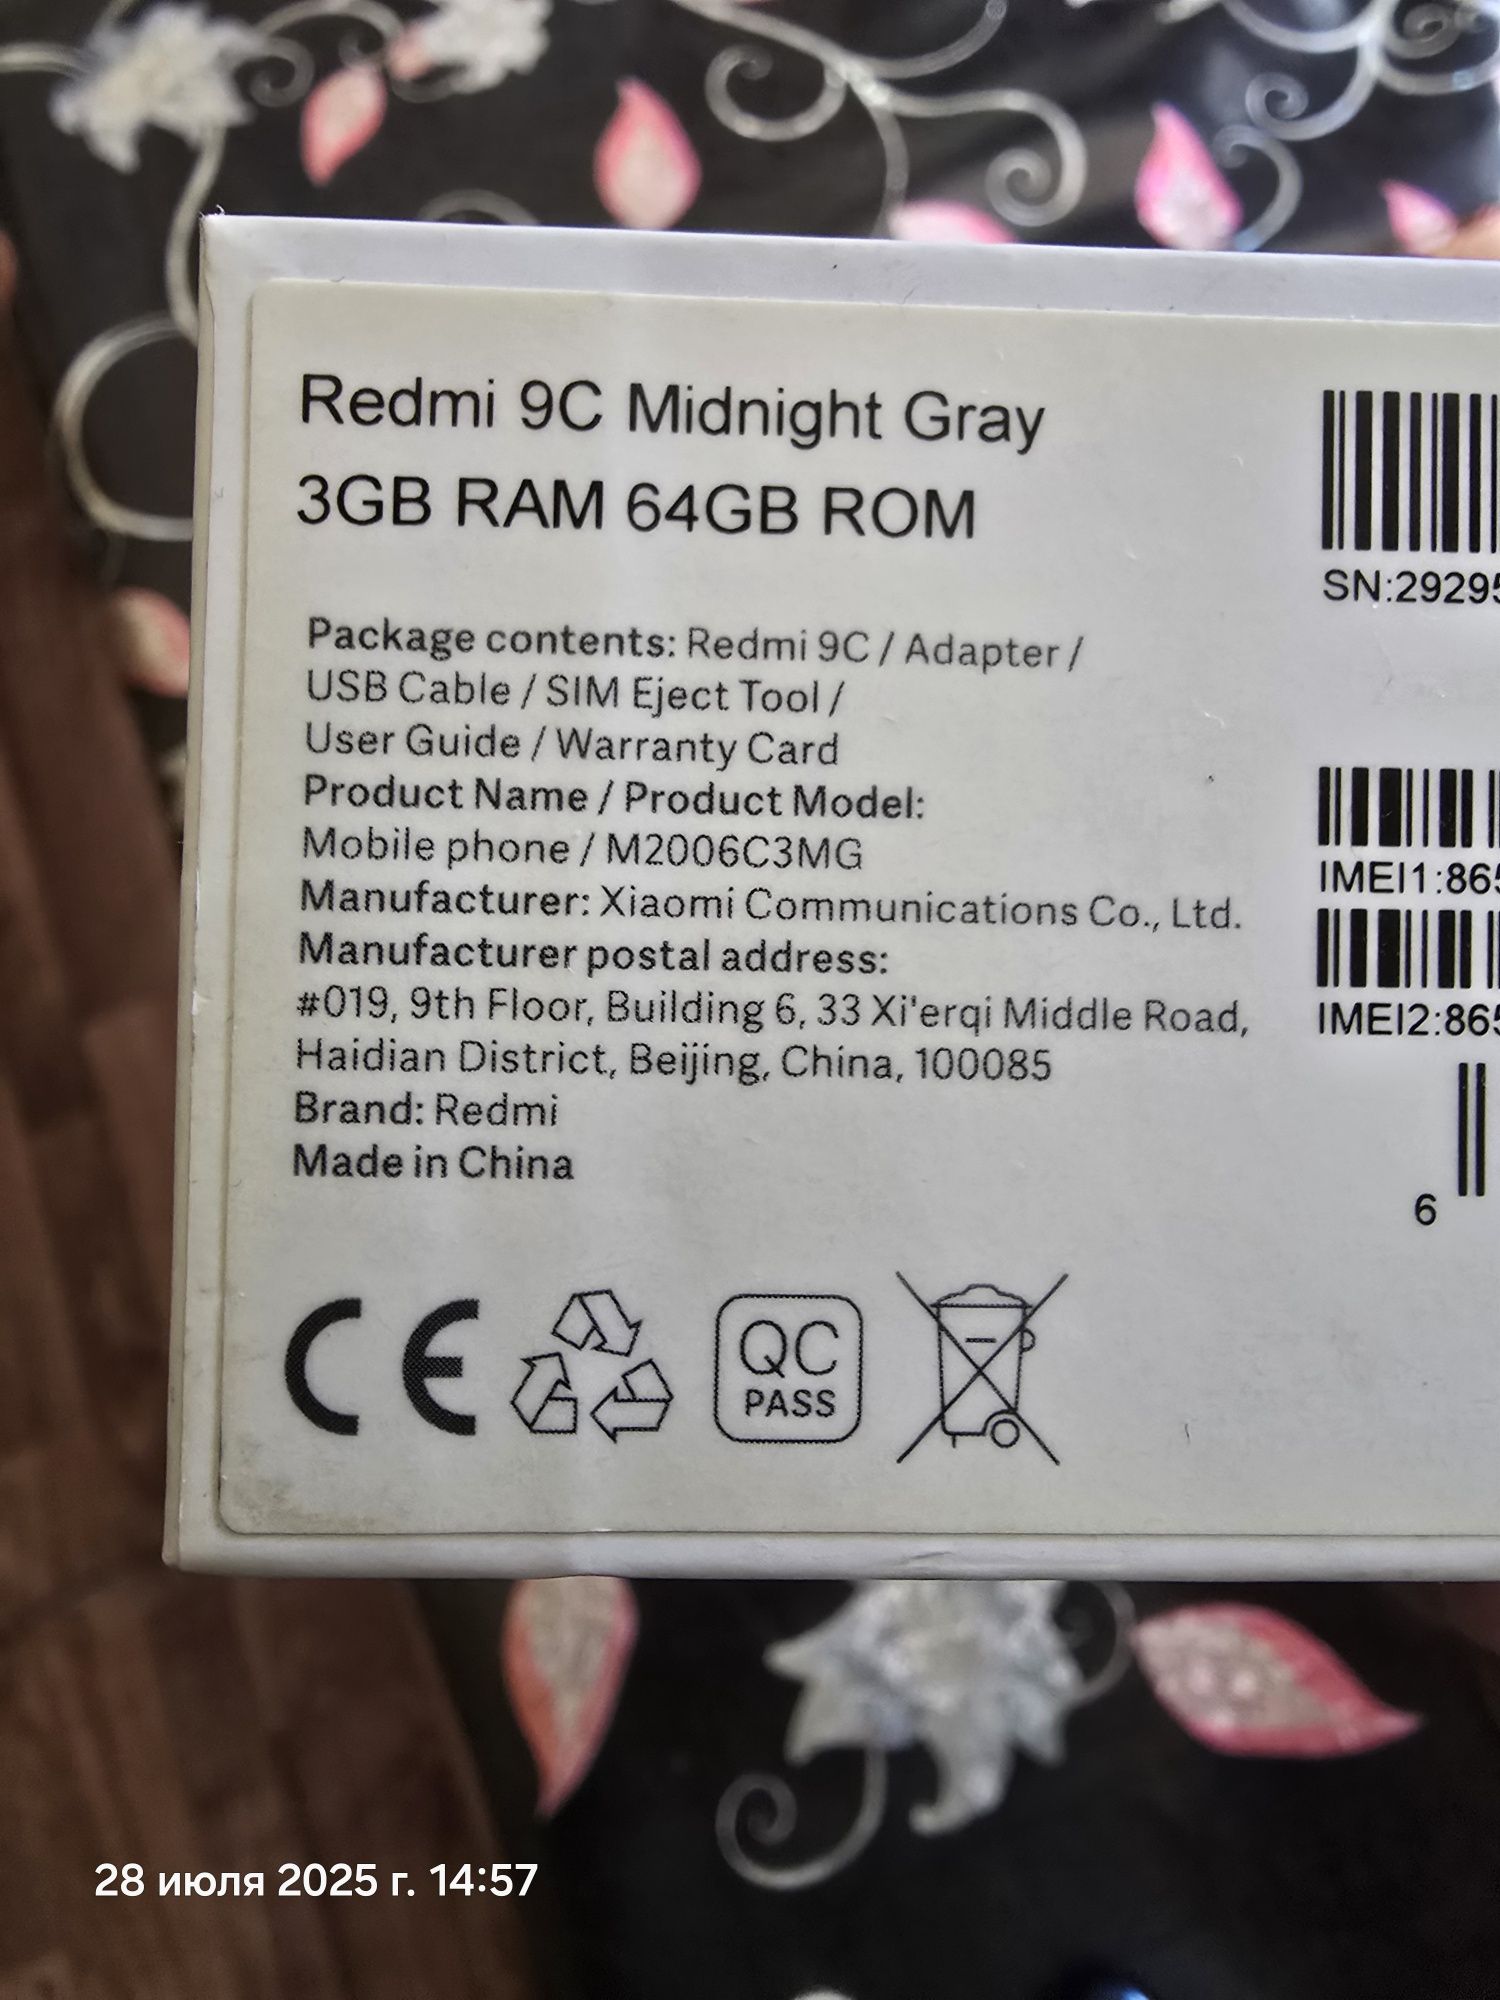 Redmi 9C Midnight Gray
3GB RAM 64GB ROM
Package contents: Redmi 9C / Adapter /
USB Cable / SIM Eject Tool /
User Guide / Warranty Card
Product Name / Product Model:
Mobile phone / M2006C3MG
Manufacturer: Xiaomi Communications Co., Ltd.
Manufacturer postal address:
#019, 9th Floor, Building 6, 33 Xi'erqi Middle Road,
Haidian District, Beijing, China, 100085
Brand: Redmi
Made in China
CE
QC
PASS
SN:29295
IMEI1:865
IMEI2:865
6
28 июля 2025 г. 14:57